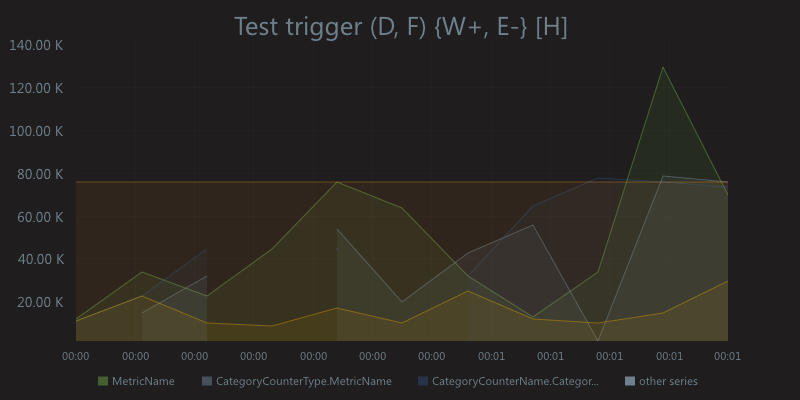 Test trigger (D, F) {W+, E-} [H]
140.00 K
120.00 K
100.00 K
80.00 K
60.00 K
40.00 K
20.00 K
00:00 00:00 00:00 00:00 00:00 00:00 00:00 00:01 00:01 00:01 00:01 00:01
MetricName CategoryCounterType.MetricName CategoryCounterName.Categor... other series